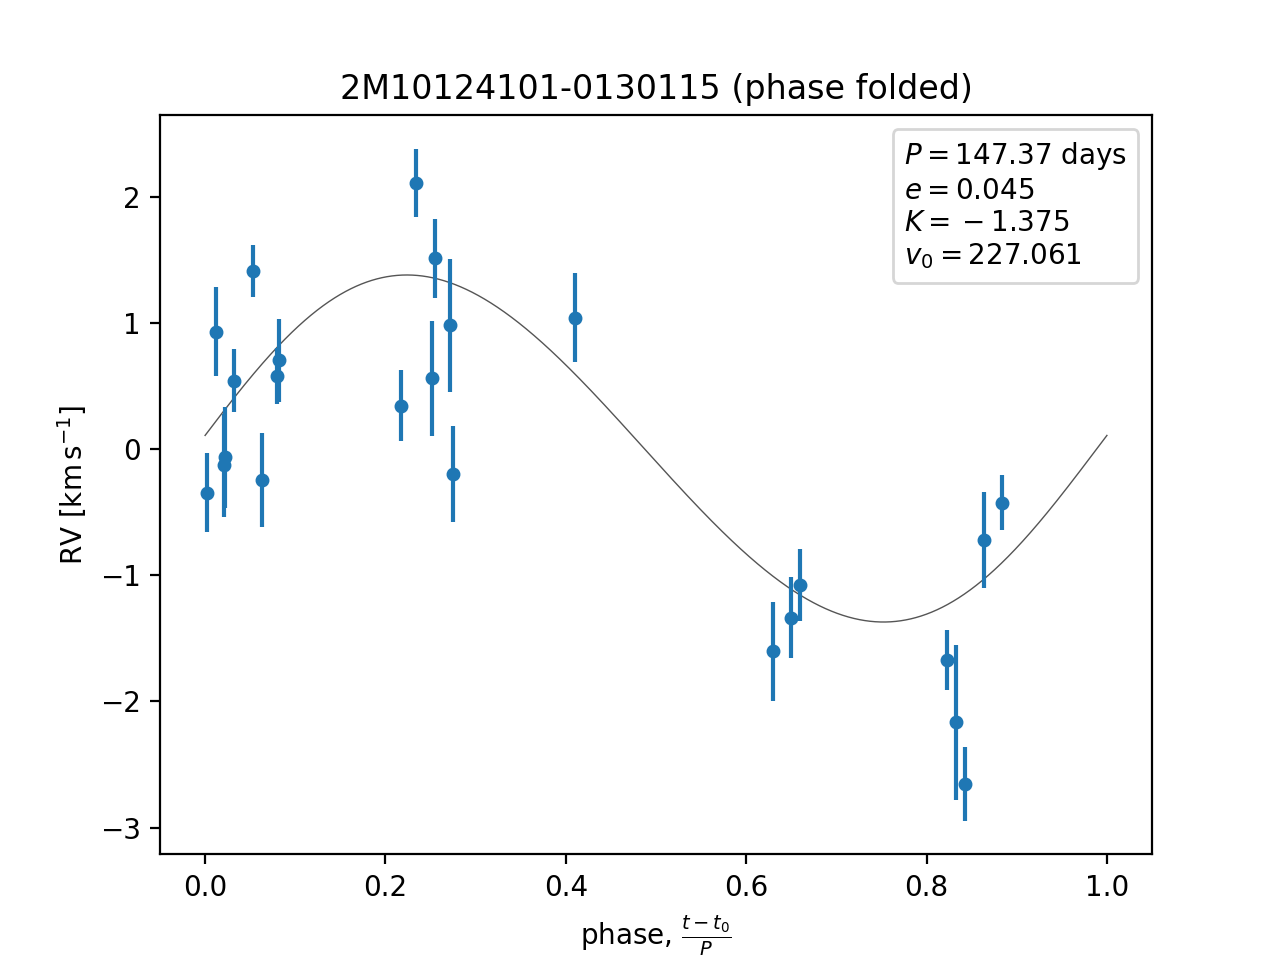 2M10124101-0130115 (phase folded)
P = 147.37 days
e = 0.045
K = −1.375
v₀ = 227.061
RV [km s⁻¹]
2
1
0
−1
−2
−3
0.0 0.2 0.4 0.6 0.8 1.0
phase, (t − t₀)/P